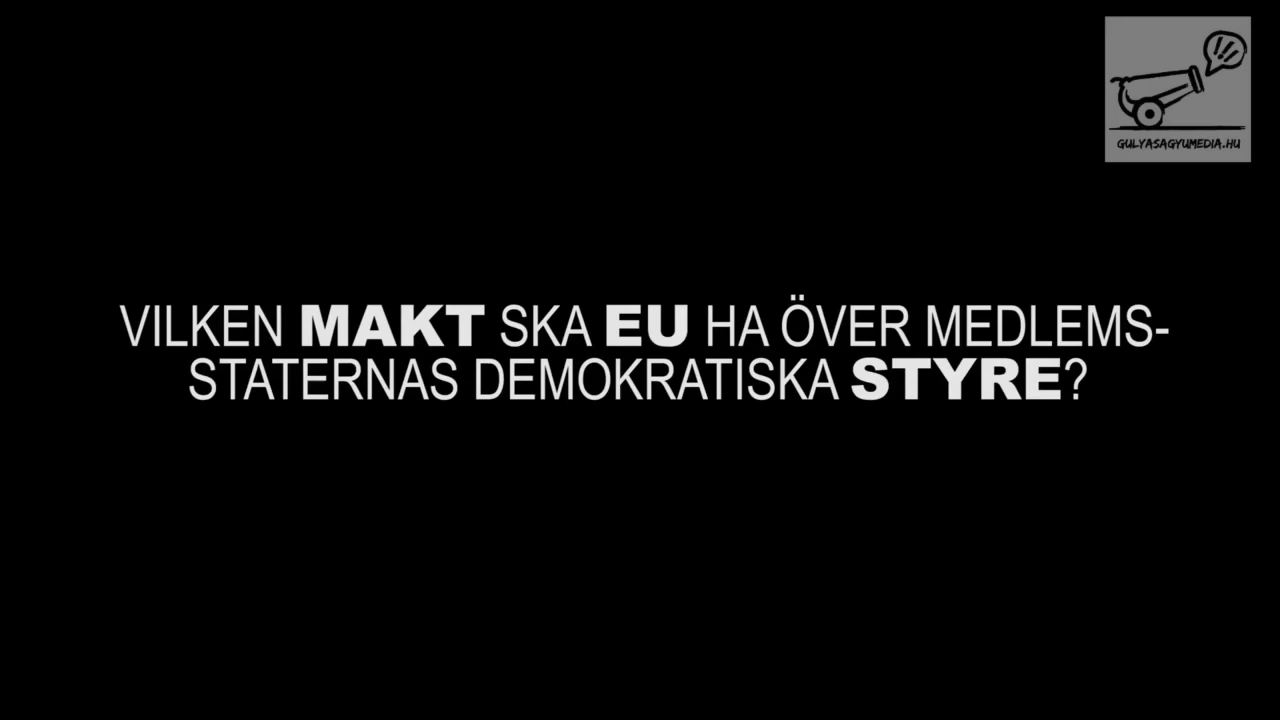 GULYASAGYUMEDIA.HU
VILKEN MAKT SKA EU HA ÖVER MEDLEMS-
STATERNAS DEMOKRATISKA STYRE?